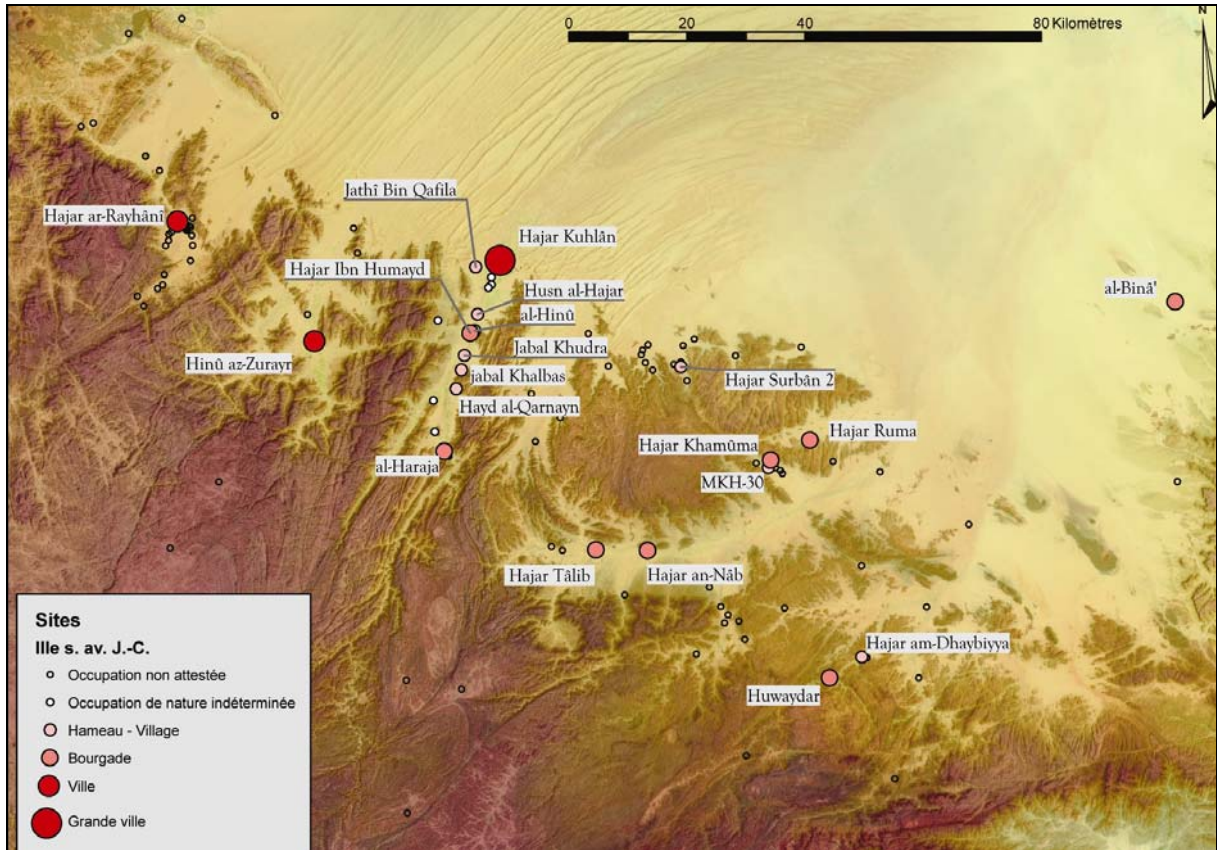 0 20 40 80 Kilomètres
N
Jathî Bin Qafila
Hajar ar-Rayhânî
Hajar Kuhlân
Hajar Ibn Humayd
Husn al-Hajar
al-Binâ'
al-Hinû
Hinû az-Zurayr
Jabal Khudra
jabal Khalbas
Hajar Surbân 2
Hayd al-Qarnayn
Hajar Ruma
Hajar Khamûma
al-Haraja
MKH-30
Hajar Tâlib
Hajar an-Nâb
Hajar am-Dhaybiyya
Huwaydar
Sites
IIIe s. av. J.-C.
Occupation non attestée
Occupation de nature indéterminée
Hameau - Village
Bourgade
Ville
Grande ville